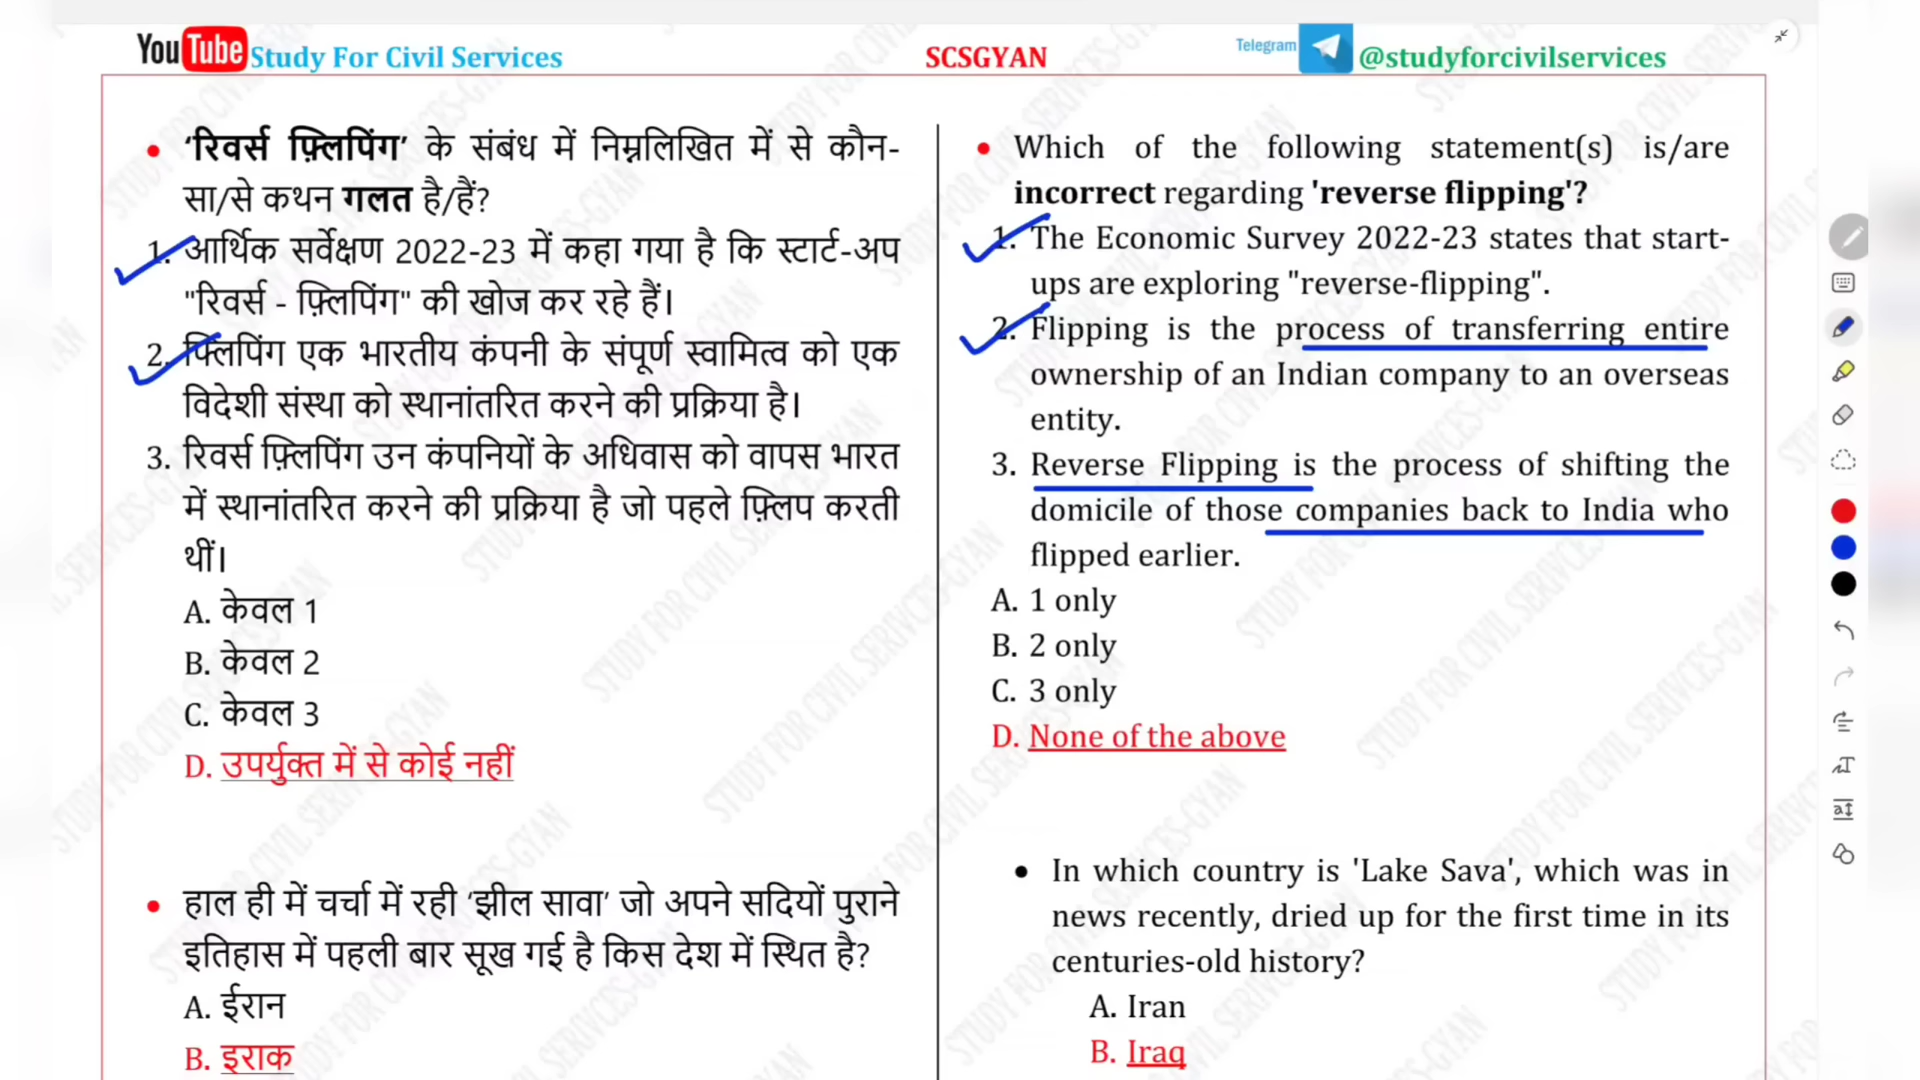 YouTube Study For Civil Services
SCSGYAN
Telegram @studyforcivilservices
• ‘रिवर्स फ़्लिपिंग’ के संबंध में निम्नलिखित में से कौन-
सा/से कथन गलत है/हैं?
1. आर्थिक सर्वेक्षण 2022-23 में कहा गया है कि स्टार्ट-अप
"रिवर्स - फ़्लिपिंग" की खोज कर रहे हैं।
2. फ्लिपिंग एक भारतीय कंपनी के संपूर्ण स्वामित्व को एक
विदेशी संस्था को स्थानांतरित करने की प्रक्रिया है।
3. रिवर्स फ़्लिपिंग उन कंपनियों के अधिवास को वापस भारत
में स्थानांतरित करने की प्रक्रिया है जो पहले फ़्लिप करती
थीं।
A. केवल 1
B. केवल 2
C. केवल 3
D. उपर्युक्त में से कोई नहीं
• हाल ही में चर्चा में रही ‘झील सावा’ जो अपने सदियों पुराने
इतिहास में पहली बार सूख गई है किस देश में स्थित है?
A. ईरान
B. इराक
• Which of the following statement(s) is/are
incorrect regarding 'reverse flipping'?
1. The Economic Survey 2022-23 states that start-
ups are exploring "reverse-flipping".
2. Flipping is the process of transferring entire
ownership of an Indian company to an overseas
entity.
3. Reverse Flipping is the process of shifting the
domicile of those companies back to India who
flipped earlier.
A. 1 only
B. 2 only
C. 3 only
D. None of the above
• In which country is 'Lake Sava', which was in
news recently, dried up for the first time in its
centuries-old history?
A. Iran
B. Iraq